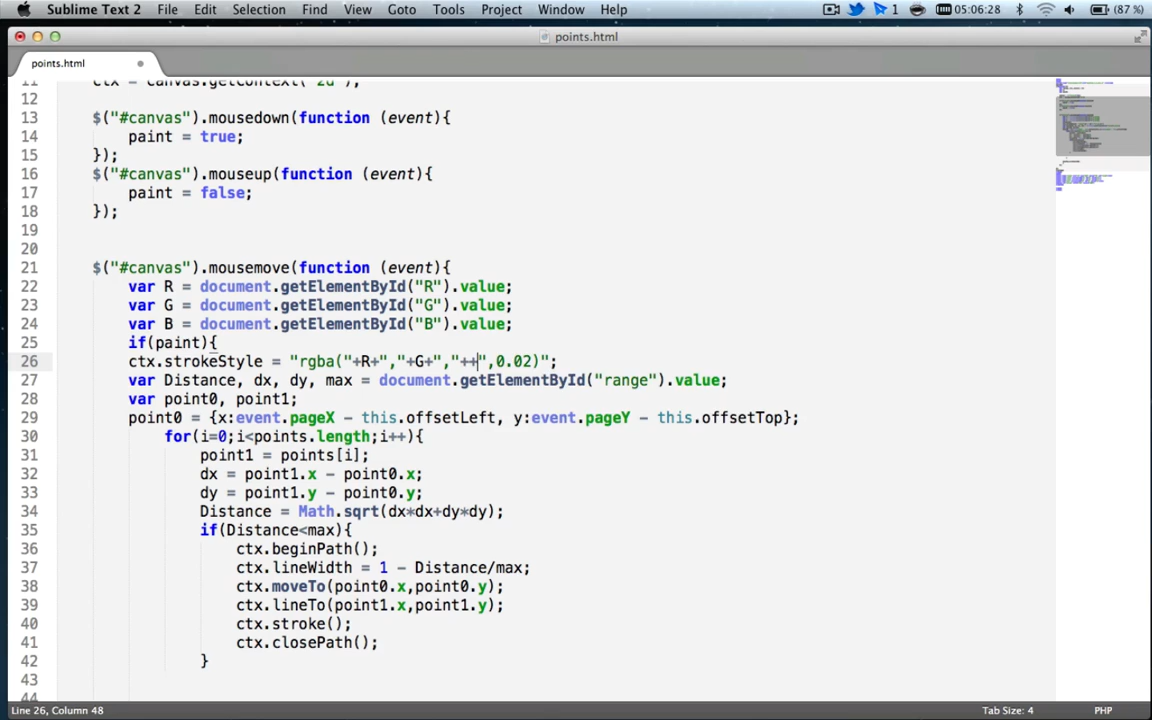 Sublime Text 2 File Edit Selection Find View Goto Tools Project Window Help 1 05:06:28 (87 %)
points.html
points.html
11 ctx = canvas.getContext("2d");
12
13 $("#canvas").mousedown(function (event){
14 paint = true;
15 });
16 $("#canvas").mouseup(function (event){
17 paint = false;
18 });
19
20
21 $("#canvas").mousemove(function (event){
22 var R = document.getElementById("R").value;
23 var G = document.getElementById("G").value;
24 var B = document.getElementById("B").value;
25 if(paint){
26 ctx.strokeStyle = "rgba("+R+","+G+","++",0.02)";
27 var Distance, dx, dy, max = document.getElementById("range").value;
28 var point0, point1;
29 point0 = {x:event.pageX - this.offsetLeft, y:event.pageY - this.offsetTop};
30 for(i=0;i<points.length;i++){
31 point1 = points[i];
32 dx = point1.x - point0.x;
33 dy = point1.y - point0.y;
34 Distance = Math.sqrt(dx*dx+dy*dy);
35 if(Distance<max){
36 ctx.beginPath();
37 ctx.lineWidth = 1 - Distance/max;
38 ctx.moveTo(point0.x,point0.y);
39 ctx.lineTo(point1.x,point1.y);
40 ctx.stroke();
41 ctx.closePath();
42 }
43
44
Line 26, Column 48 Tab Size: 4 PHP